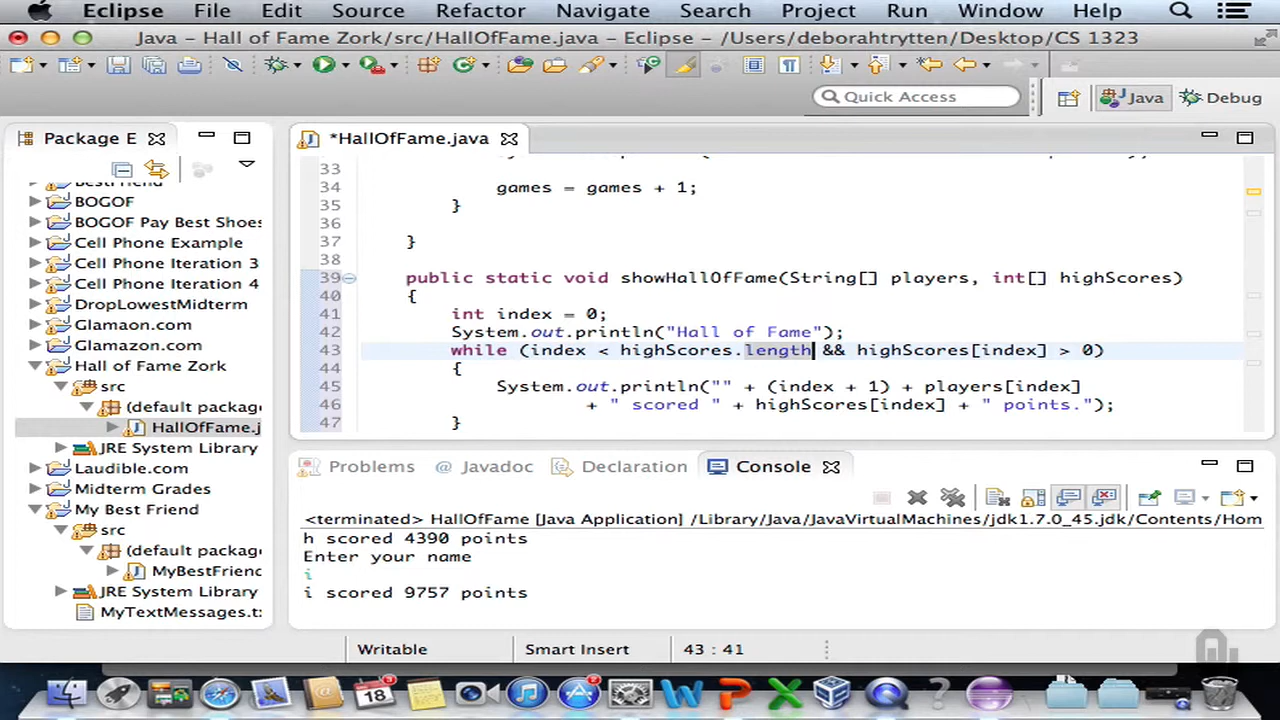 Eclipse File Edit Source Refactor Navigate Search Project Run Window Help
Java – Hall of Fame Zork/src/HallOfFame.java – Eclipse – /Users/deborahtrytten/Desktop/CS 1323
Quick Access
Java
Debug
Package E
BestFriend
BOGOF
BOGOF Pay Best Shoes
Cell Phone Example
Cell Phone Iteration 3
Cell Phone Iteration 4
DropLowestMidterm
Glamaon.com
Glamazon.com
Hall of Fame Zork
src
(default package
HallOfFame.j
JRE System Library
Laudible.com
Midterm Grades
My Best Friend
src
(default package
MyBestFrienc
JRE System Library
MyTextMessages.t
*HallOfFame.java
33
34 games = games + 1;
35 }
36
37 }
38
39 public static void showHallOfFame(String[] players, int[] highScores)
40 {
41 int index = 0;
42 System.out.println("Hall of Fame");
43 while (index < highScores.length && highScores[index] > 0)
44 {
45 System.out.println("" + (index + 1) + players[index]
46 + " scored " + highScores[index] + " points.");
47 }
Problems @ Javadoc Declaration Console
<terminated> HallOfFame [Java Application] /Library/Java/JavaVirtualMachines/jdk1.7.0_45.jdk/Contents/Hom
h scored 4390 points
Enter your name
i
i scored 9757 points
Writable Smart Insert 43 : 41
18